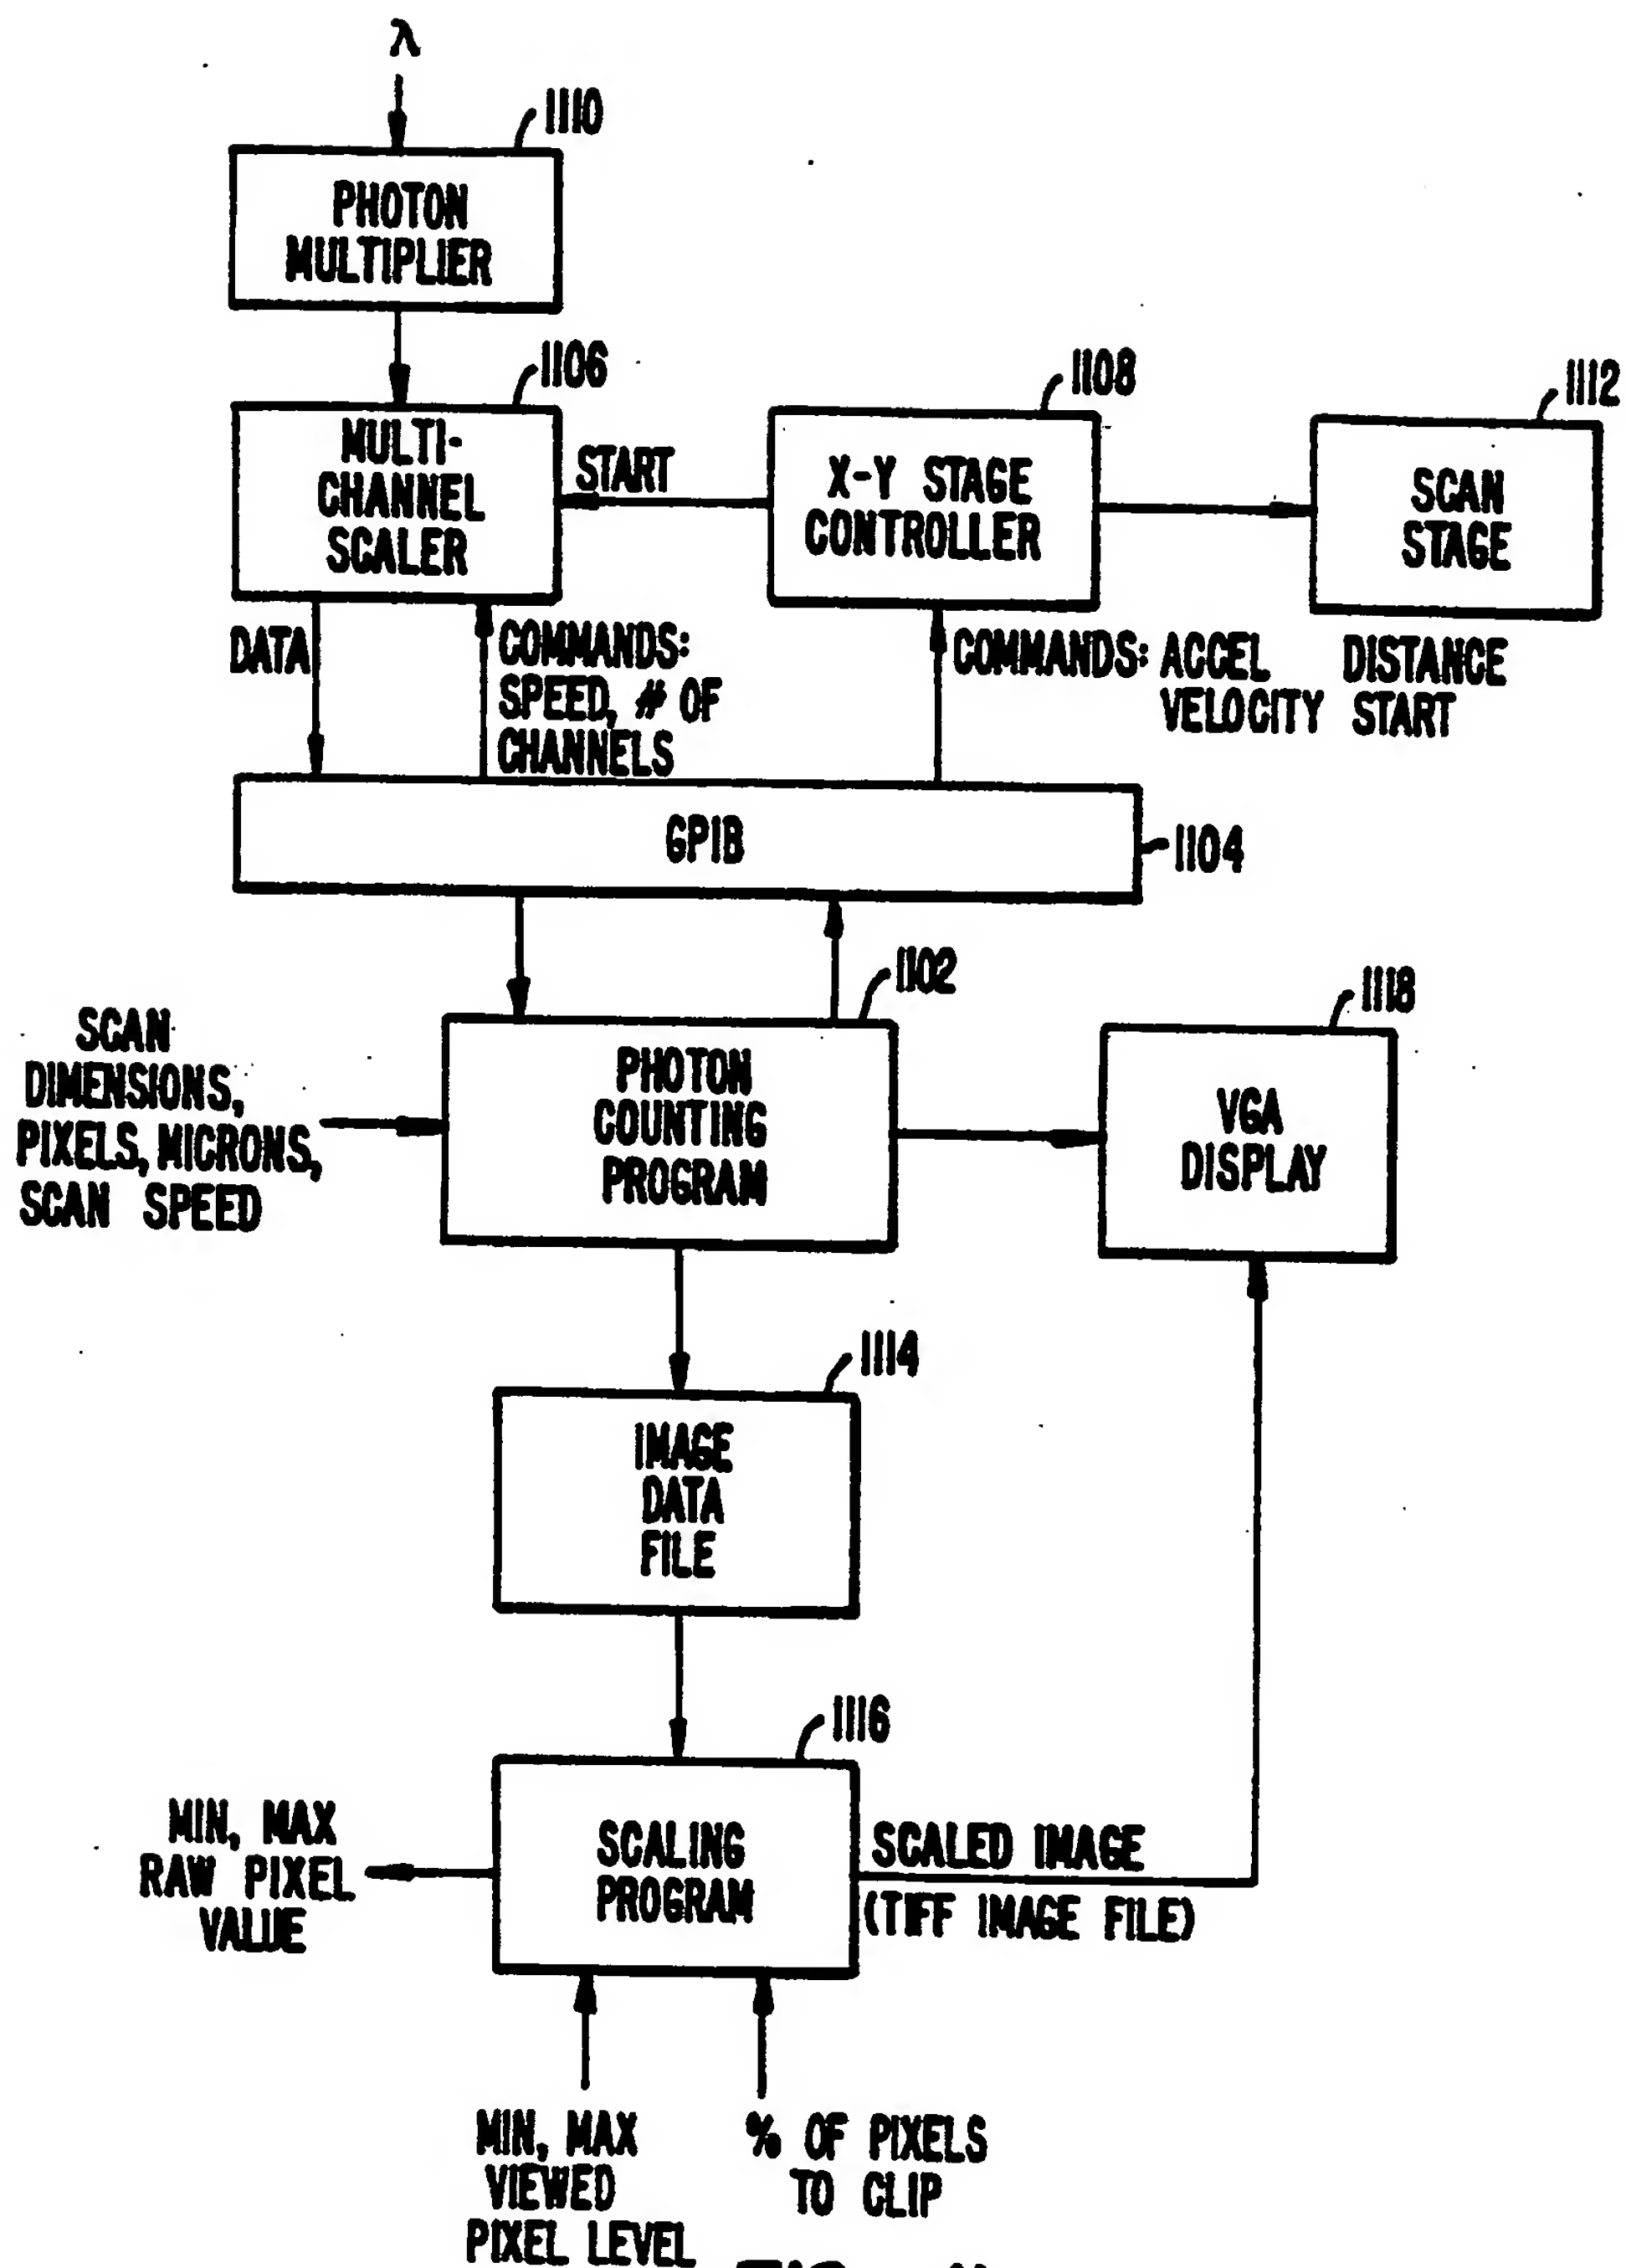 λ
1110
PHOTON
MULTIPLIER
1106
1108
1112
MULTI-
CHANNEL
SCALER
START
X-Y STAGE
CONTROLLER
SCAN
STAGE
DATA
COMMANDS:
SPEED, # OF
CHANNELS
COMMANDS: ACCEL DISTANCE
VELOCITY START
GPIB
1104
1102
1118
SCAN
DIMENSIONS,
PIXELS, MICRONS,
SCAN SPEED
PHOTON
COUNTING
PROGRAM
VGA
DISPLAY
1114
IMAGE
DATA
FILE
1116
MIN, MAX
RAW PIXEL
VALUE
SCALING
PROGRAM
SCALED IMAGE
(TIFF IMAGE FILE)
MIN, MAX
VIEWED
PIXEL LEVEL
% OF PIXELS
TO CLIP